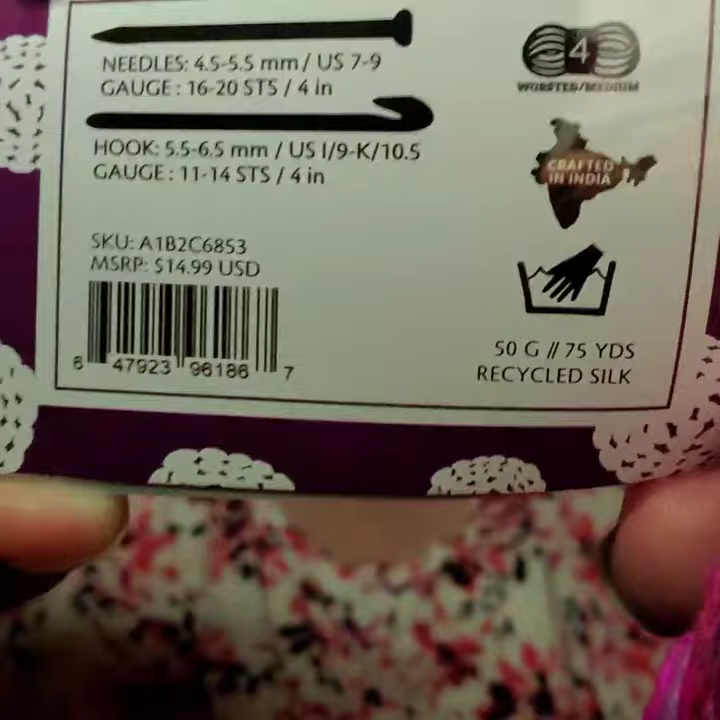 NEEDLES: 4.5-5.5 mm / US 7-9
GAUGE : 16-20 STS / 4 in
HOOK: 5.5-6.5 mm / US I/9-K/10.5
GAUGE : 11-14 STS / 4 in
SKU: A1B2C6853
MSRP: $14.99 USD
6 47923 96186 7
4
WORSTED/MEDIUM
CRAFTED
IN INDIA
50 G // 75 YDS
RECYCLED SILK